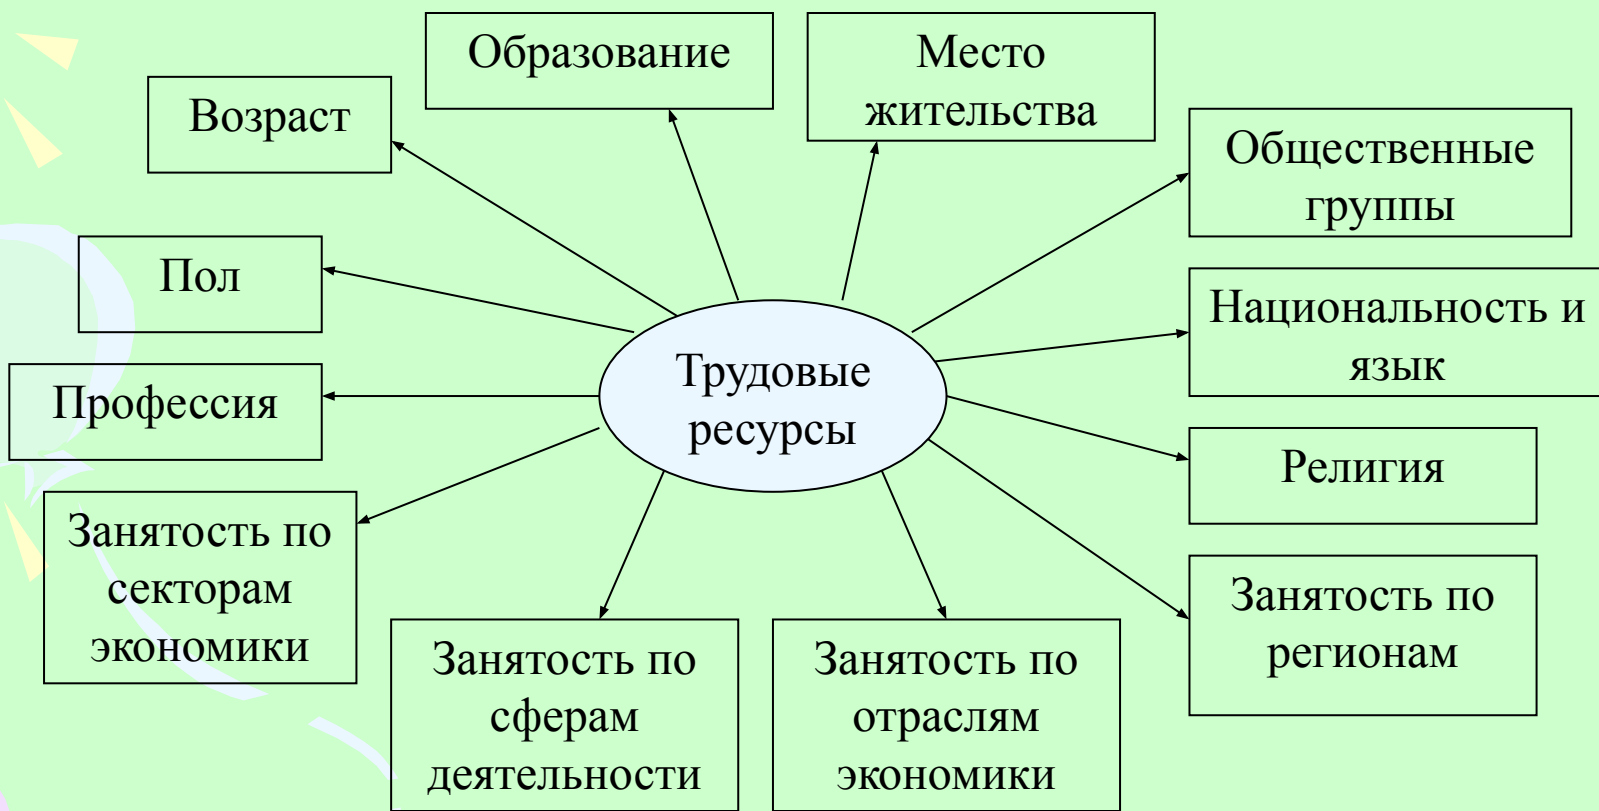 Образование
Место
жительства
Возраст
Общественные
группы
Пол
Национальность и
язык
Трудовые
ресурсы
Профессия
Религия
Занятость по
секторам
экономики
Занятость по
регионам
Занятость по
сферам
деятельности
Занятость по
отраслям
экономики